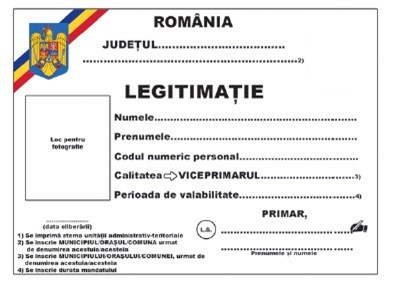 ROMÂNIA
JUDEȚUL.......................................
..................................................................2)
LEGITIMAȚIE
Numele..........................................................
Prenumele.....................................................
Codul numeric personal...................................
Calitatea ⇨ VICEPRIMARUL..........................3)
Perioada de valabilitate...................................4)
Loc pentru
fotografie
PRIMAR,
L.S.
Prenumele și numele
(data eliberării)
1) Se imprimă stema unității administrativ-teritoriale
2) Se înscrie MUNICIPIUL/ORAȘUL/COMUNA urmat
de denumirea acestuia/acesteia
3) Se înscrie MUNICIPIULUI/ORAȘULUI/COMUNEI, urmat de
denumirea acestuia/acesteia
4) Se înscrie durata mandatului